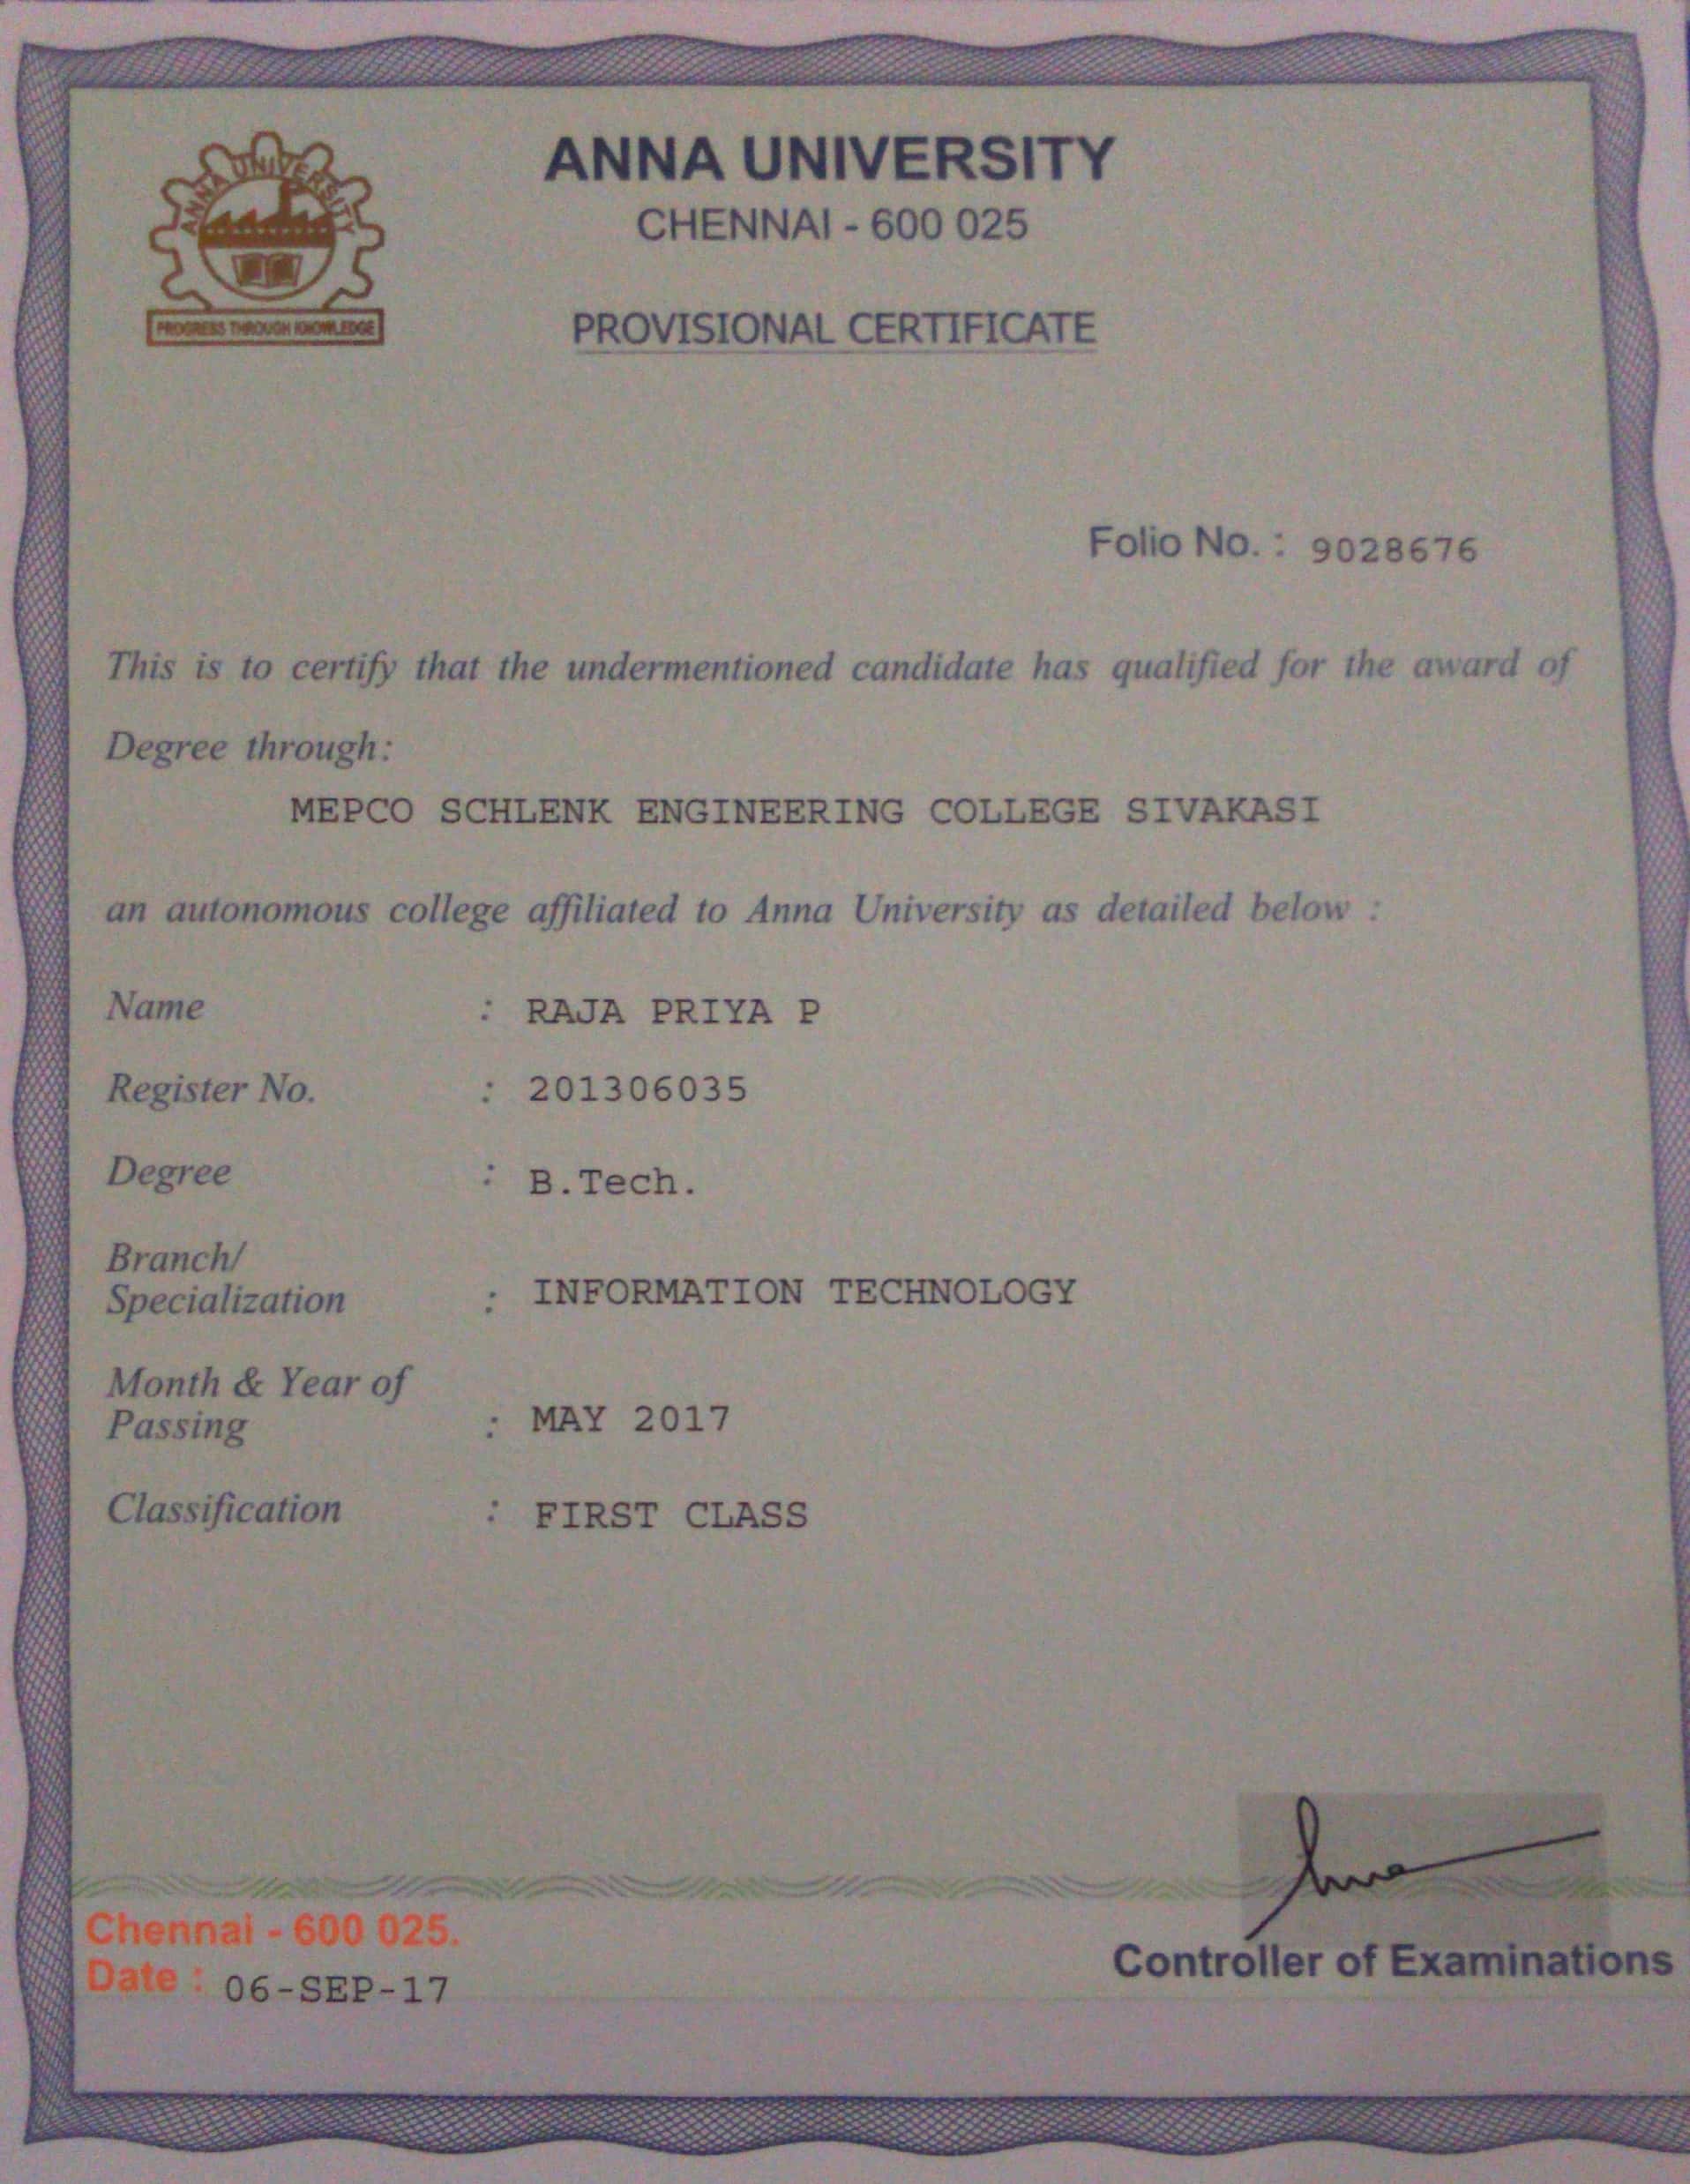 ANNA UNIVERSITY
ANNA UNIVERSITY
CHENNAI - 600 025
PROGRESS THROUGH KNOWLEDGE
PROVISIONAL CERTIFICATE
Folio No. : 9028676
This is to certify that the undermentioned candidate has qualified for the award of
Degree through:
MEPCO SCHLENK ENGINEERING COLLEGE SIVAKASI
an autonomous college affiliated to Anna University as detailed below :
Name : RAJA PRIYA P
Register No. : 201306035
Degree : B.Tech.
Branch/
Specialization : INFORMATION TECHNOLOGY
Month & Year of
Passing : MAY 2017
Classification : FIRST CLASS
Chennai - 600 025.
Controller of Examinations
Date : 06-SEP-17